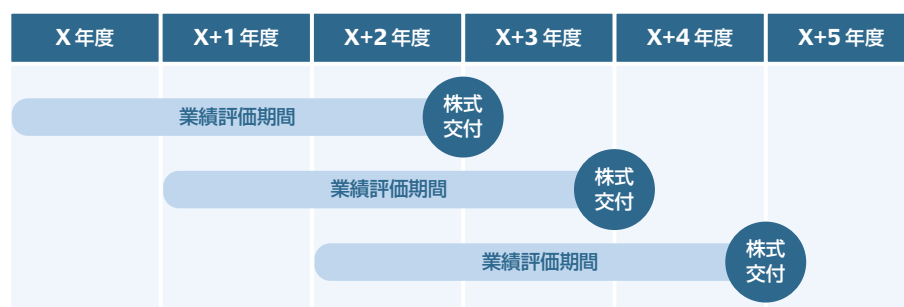 X年度
X+1年度
X+2年度
X+3年度
X+4年度
X+5年度
業績評価期間
株式
交付
業績評価期間
株式
交付
業績評価期間
株式
交付